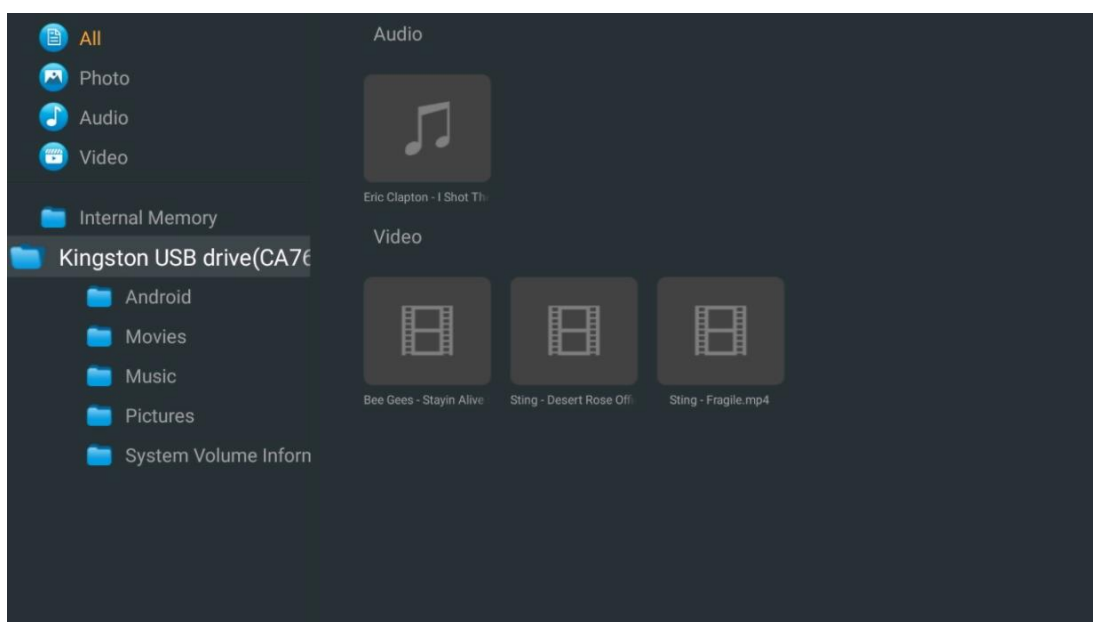 All
Photo
Audio
Video
Internal Memory
Kingston USB drive(CA76
Android
Movies
Music
Pictures
System Volume Inforn
Audio
Eric Clapton - I Shot Th
Video
Bee Gees - Stayin Alive
Sting - Desert Rose Offi
Sting - Fragile.mp4